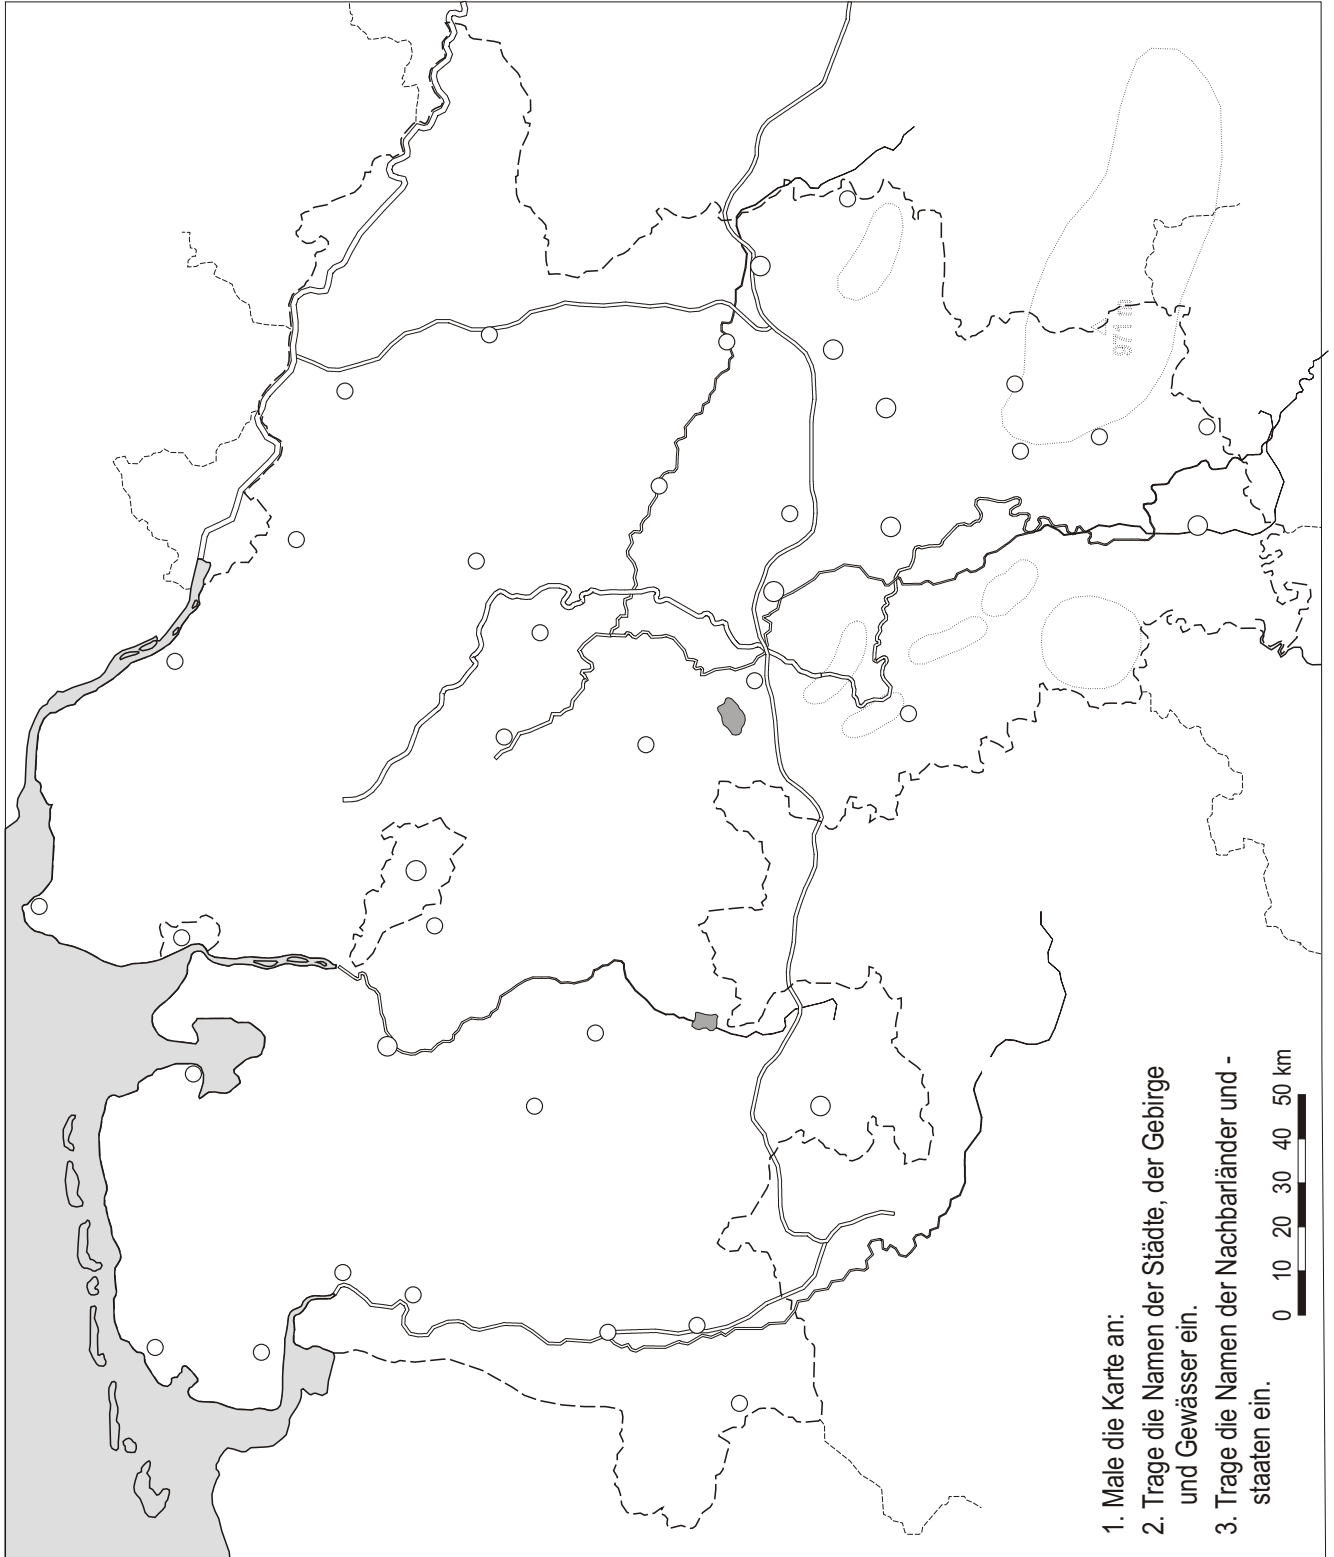 971 m
1. Male die Karte an:
2. Trage die Namen der Städte, der Gebirge
und Gewässer ein.
3. Trage die Namen der Nachbarländer und -
staaten ein.
0 10 20 30 40 50 km